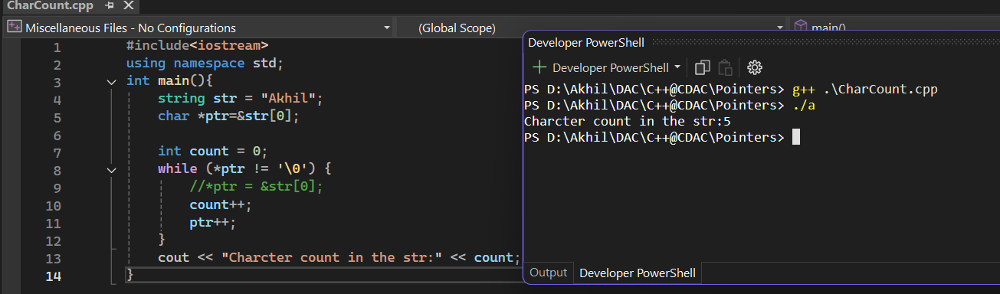 CharCount.cpp
Miscellaneous Files - No Configurations
(Global Scope)
main()
1 #include<iostream>
2 using namespace std;
3 int main(){
4 string str = "Akhil";
5 char *ptr=&str[0];
6
7 int count = 0;
8 while (*ptr != '\0') {
9 //*ptr = &str[0];
10 count++;
11 ptr++;
12 }
13 cout << "Charcter count in the str:" << count;
14 }
Developer PowerShell
Developer PowerShell
PS D:\Akhil\DAC\C++@CDAC\Pointers> g++ .\CharCount.cpp
PS D:\Akhil\DAC\C++@CDAC\Pointers> ./a
Charcter count in the str:5
PS D:\Akhil\DAC\C++@CDAC\Pointers>
Output Developer PowerShell